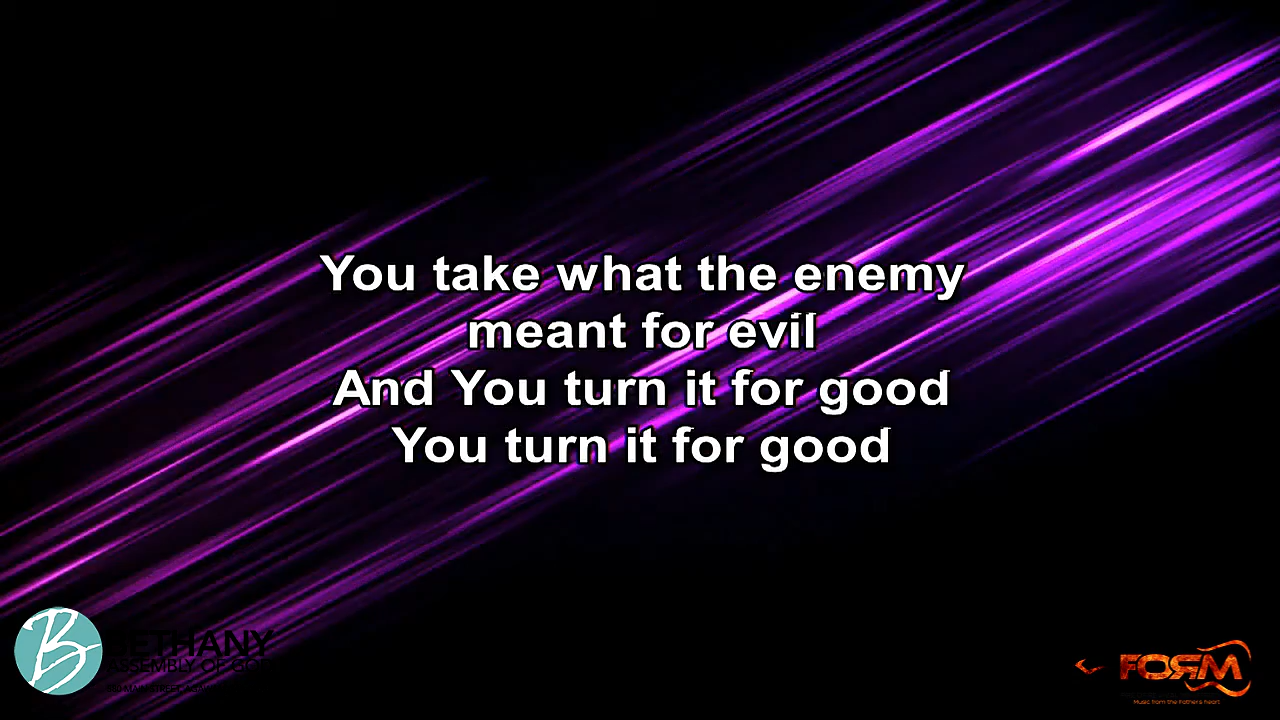 You take what the enemy
meant for evil
And You turn it for good
You turn it for good
B
BETHANY
ASSEMBLY OF GOD
FORM
Music from the Father's heart